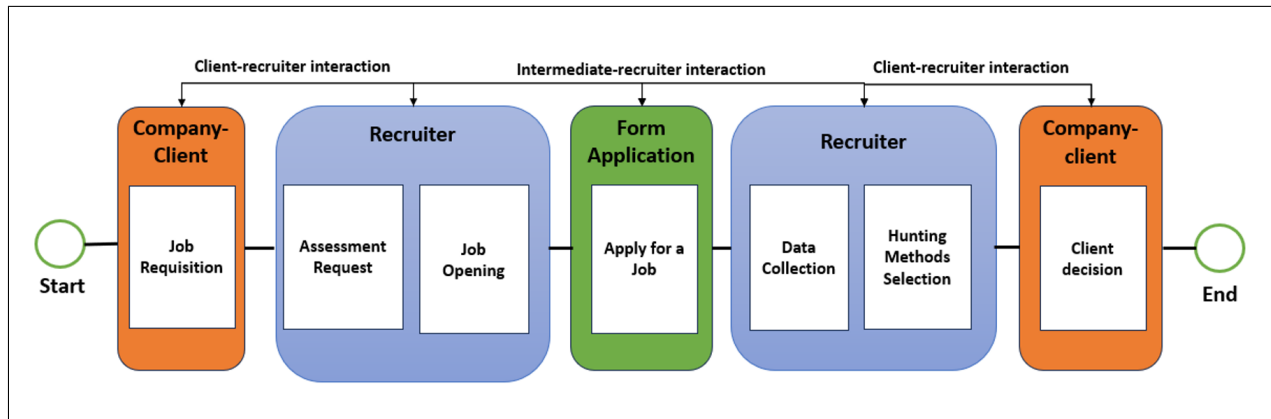 Client-recruiter interaction
Intermediate-recruiter interaction
Client-recruiter interaction
Company-
Client
Job
Requisition
Recruiter
Assessment
Request
Job
Opening
Form
Application
Apply for a
Job
Recruiter
Data
Collection
Hunting
Methods
Selection
Company-
client
Client
decision
Start
End